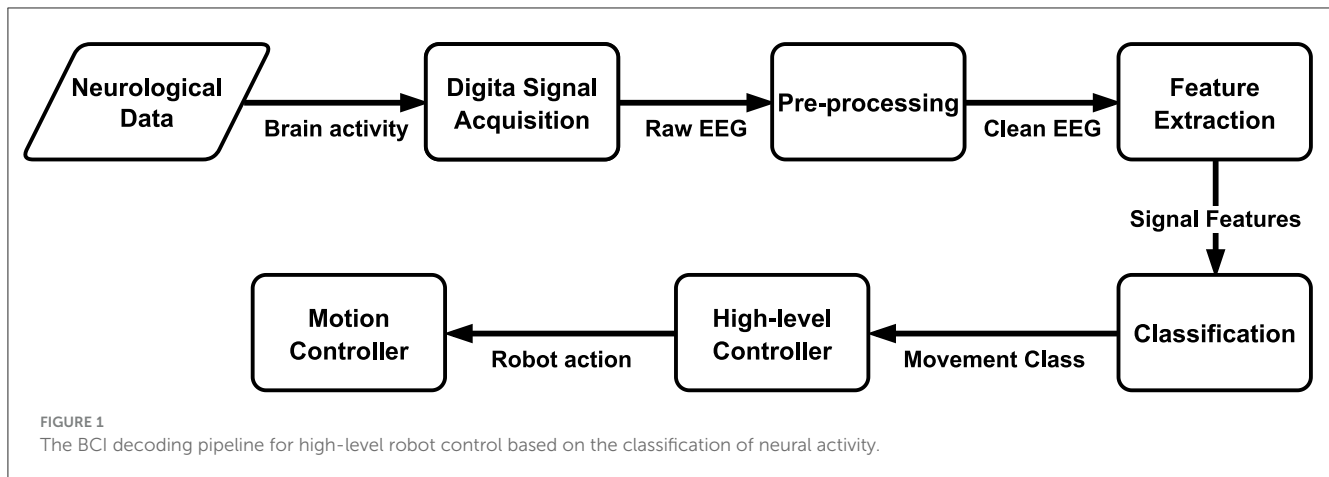 Neurological
Data
Brain activity
Digita Signal
Acquisition
Raw EEG
Pre-processing
Clean EEG
Feature
Extraction
Signal Features
Classification
Movement Class
High-level
Controller
Robot action
Motion
Controller
FIGURE 1
The BCI decoding pipeline for high-level robot control based on the classification of neural activity.